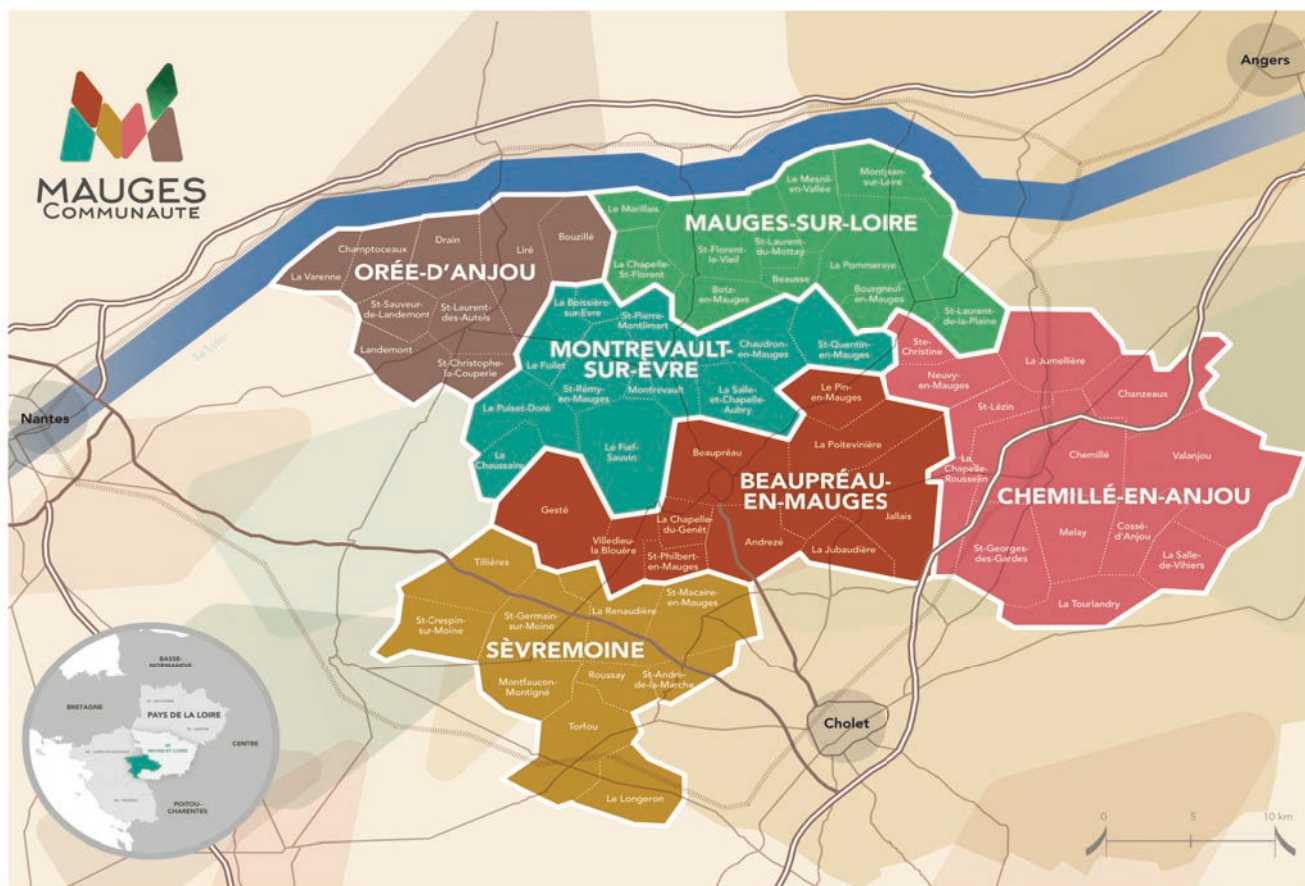 MAUGES
COMMUNAUTE
Angers
Nantes
Cholet
ORÉE-D'ANJOU
La Varenne
Champtoceaux
Drain
Liré
Bouzillé
St-Sauveur-
de-Landemont
St-Laurent-
des-Autels
Landemont
St-Christophe-
la-Couperie
MAUGES-SUR-LOIRE
Le Marillais
Le Mesnil-
en-Vallée
Montjean-
sur-Loire
La Chapelle-
St-Florent
St-Florent-
le-Vieil
St-Laurent-
du-Mottay
Botz-
en-Mauges
Beausse
La Pommeraye
Bourgneuf-
en-Mauges
St-Laurent-
de-la-Plaine
MONTREVAULT-
SUR-ÈVRE
La Boissière-
sur-Evre
St-Pierre-
Montlimart
Chaudron-
en-Mauges
St-Quentin-
en-Mauges
Le Fuilet
St-Rémy-
en-Mauges
Montrevault
La Salle-
et-Chapelle-
Aubry
Le Puiset-Doré
La
Chaussaire
Le Fief-
Sauvin
BEAUPRÉAU-
EN-MAUGES
Le Pin-
en-Mauges
La Poitevinière
Beaupréau
Gesté
Villedieu-
la-Blouère
La Chapelle-
du-Genêt
St-Philbert-
en-Mauges
Andrezé
La Jubaudière
Jallais
CHEMILLÉ-EN-ANJOU
Ste-
Christine
Neuvy-
en-Mauges
La Jumellière
Chanzeaux
St-Lézin
La
Chapelle-
Rousselin
Chemillé
Valanjou
St-Georges-
des-Gardes
Melay
Cossé-
d'Anjou
La Salle-
de-Vihiers
La Tourlandry
SÈVREMOINE
Tillières
St-Crespin-
sur-Moine
St-Germain-
sur-Moine
La Renaudière
St-Macaire-
en-Mauges
Montfaucon-
Montigné
Roussay
St-André-
de-la-Marche
Torfou
Le Longeron
BASSE-
NORMANDIE
BRETAGNE
PAYS DE LA LOIRE
CENTRE
POITOU-
CHARENTES
0 5 10 km